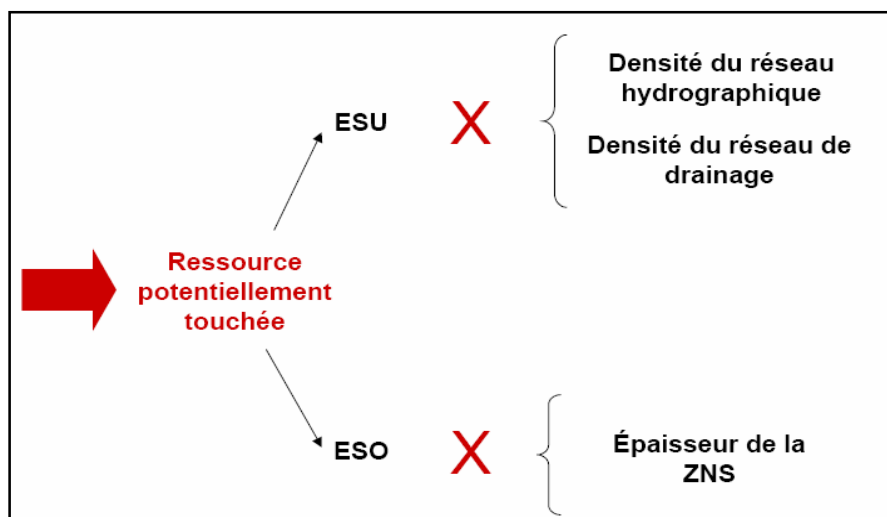 Densité du réseau
hydrographique
ESU
X
Densité du réseau de
drainage
Ressource
potentiellement
touchée
ESO
X
Épaisseur de la
ZNS